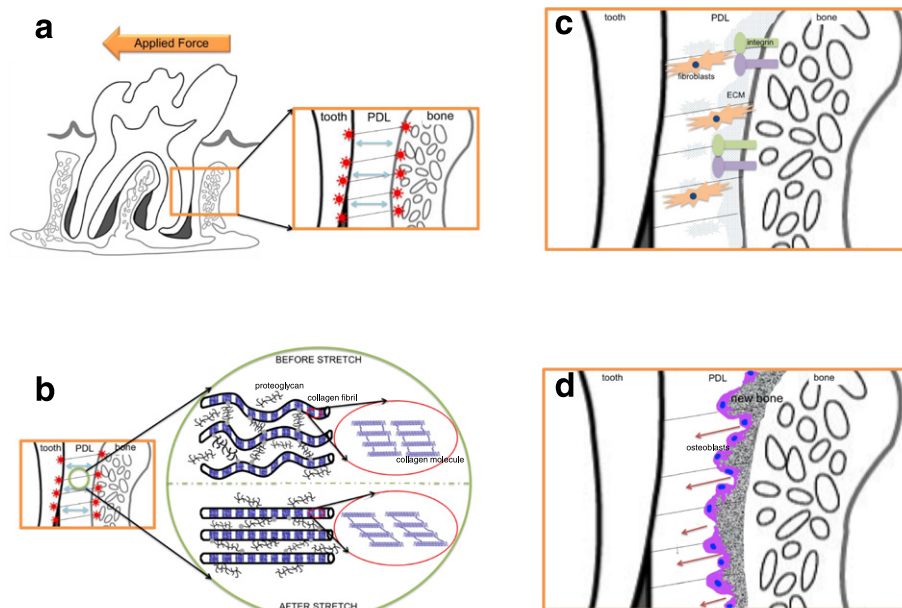 a
Applied Force
tooth PDL bone
b
tooth PDL bone
BEFORE STRETCH
proteoglycan
collagen fibril
collagen molecule
AFTER STRETCH
c
tooth PDL bone
integrin
fibroblasts
ECM
d
tooth PDL bone
new bone
osteoblasts